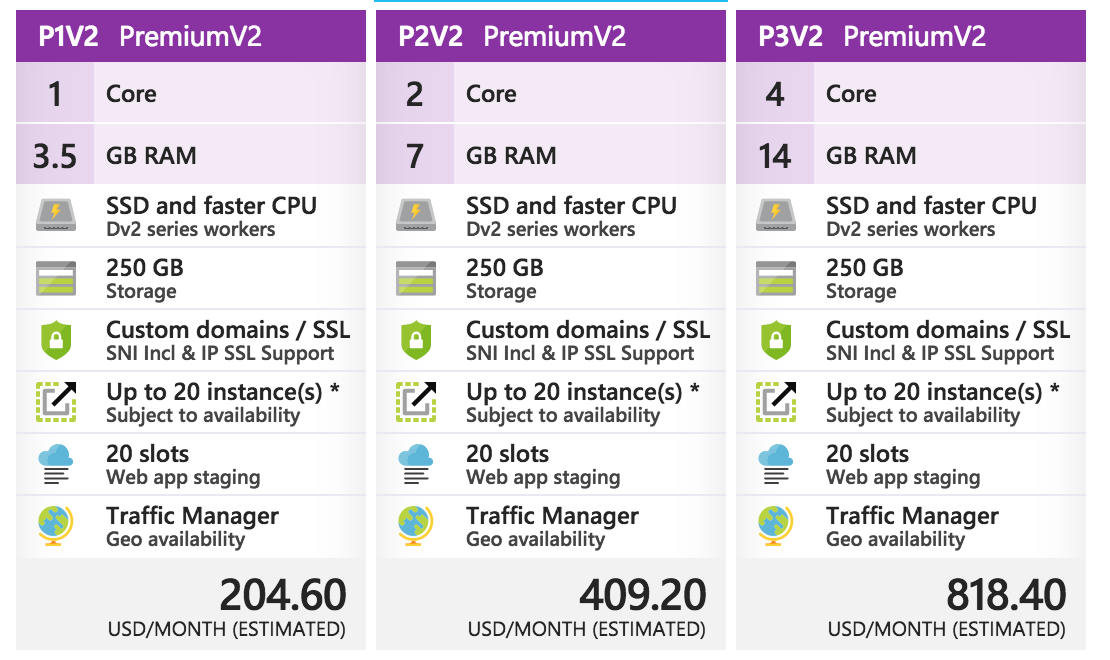 P1V2 PremiumV2
1 Core
3.5 GB RAM
SSD and faster CPU
Dv2 series workers
250 GB
Storage
Custom domains / SSL
SNI Incl & IP SSL Support
Up to 20 instance(s) *
Subject to availability
20 slots
Web app staging
Traffic Manager
Geo availability
204.60
USD/MONTH (ESTIMATED)
P2V2 PremiumV2
2 Core
7 GB RAM
SSD and faster CPU
Dv2 series workers
250 GB
Storage
Custom domains / SSL
SNI Incl & IP SSL Support
Up to 20 instance(s) *
Subject to availability
20 slots
Web app staging
Traffic Manager
Geo availability
409.20
USD/MONTH (ESTIMATED)
P3V2 PremiumV2
4 Core
14 GB RAM
SSD and faster CPU
Dv2 series workers
250 GB
Storage
Custom domains / SSL
SNI Incl & IP SSL Support
Up to 20 instance(s) *
Subject to availability
20 slots
Web app staging
Traffic Manager
Geo availability
818.40
USD/MONTH (ESTIMATED)